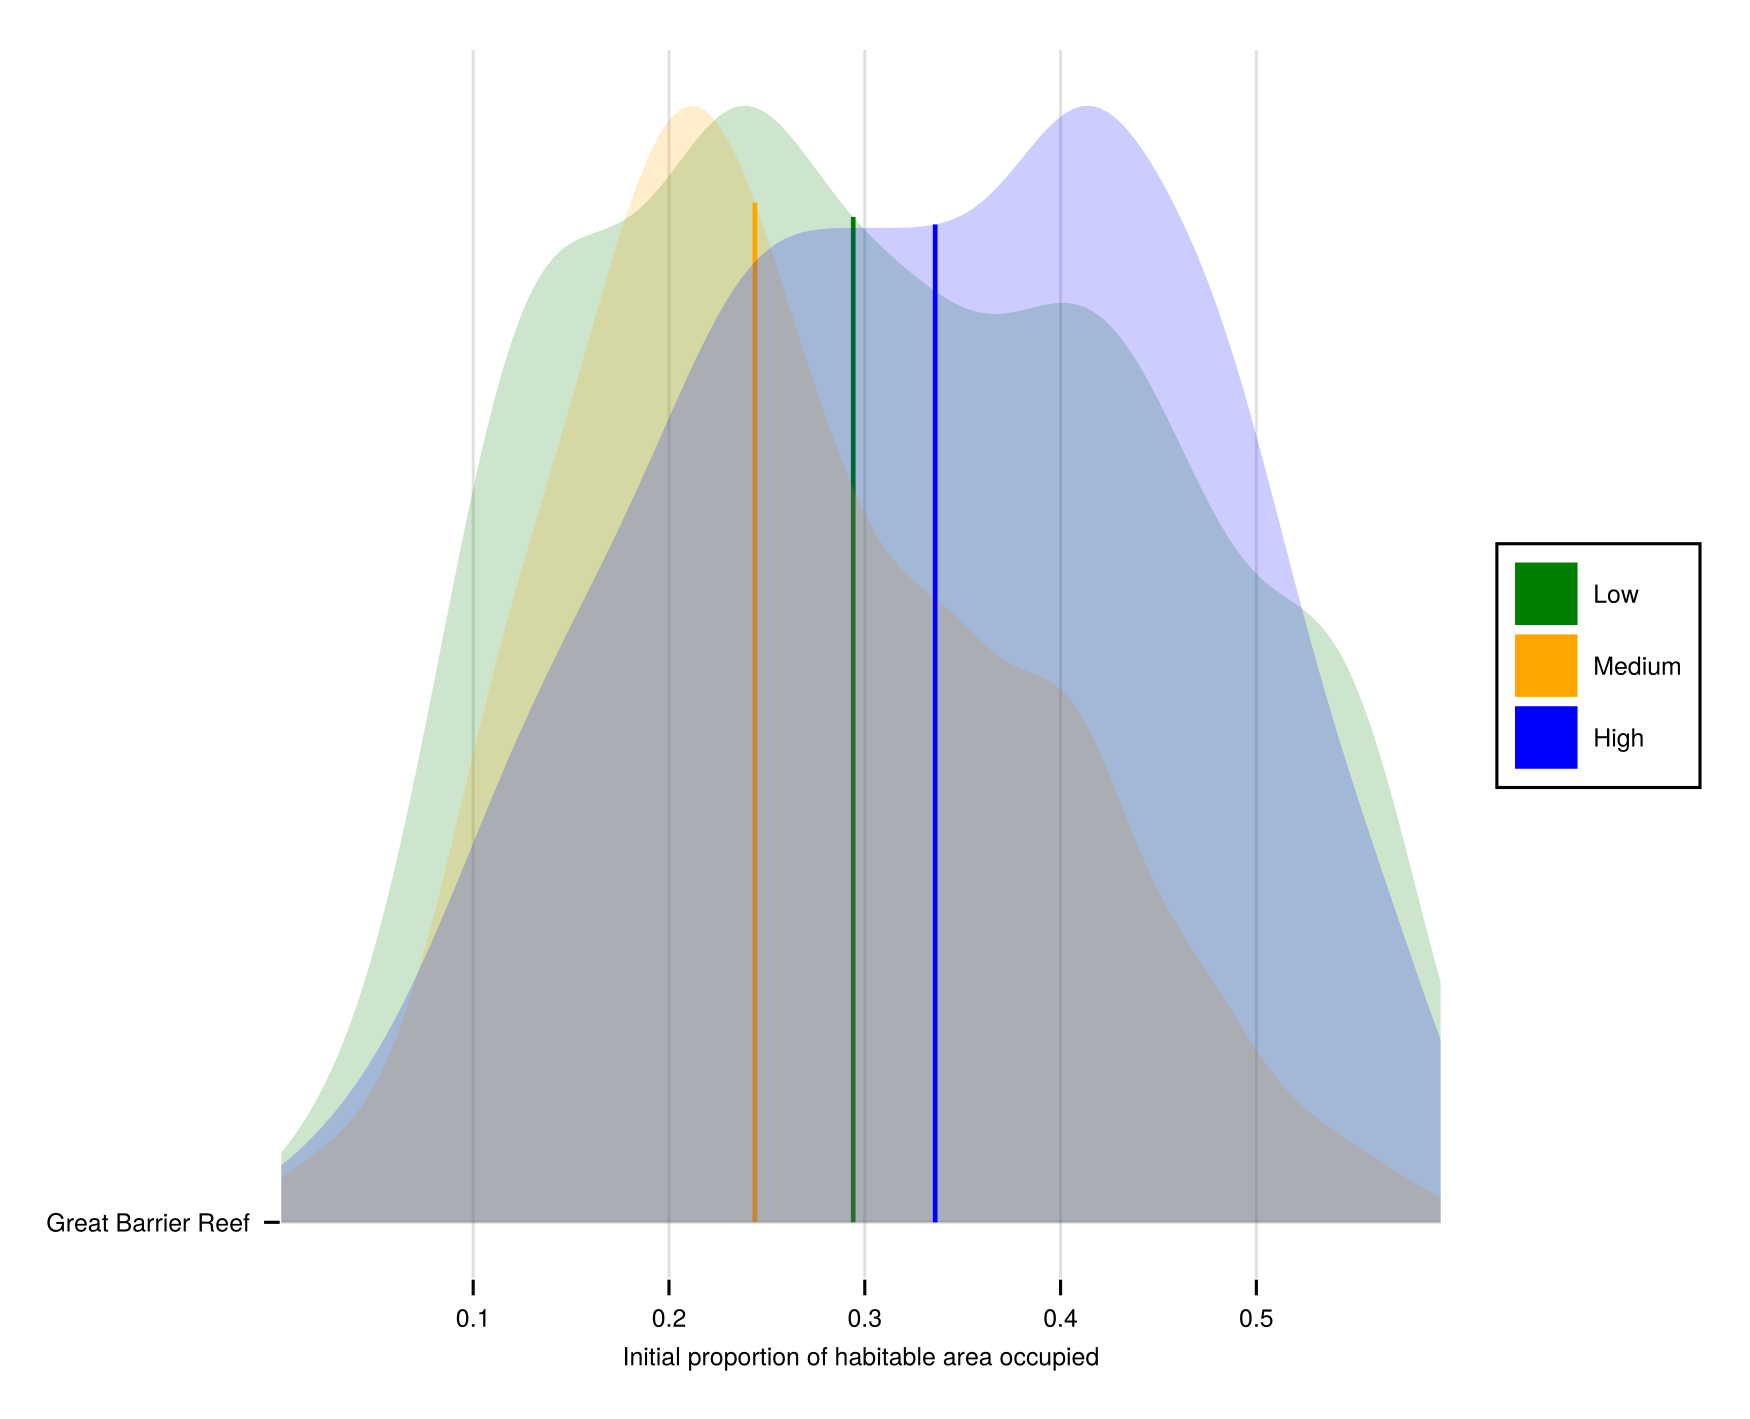 Low
Medium
High
Great Barrier Reef
0.1 0.2 0.3 0.4 0.5
Initial proportion of habitable area occupied